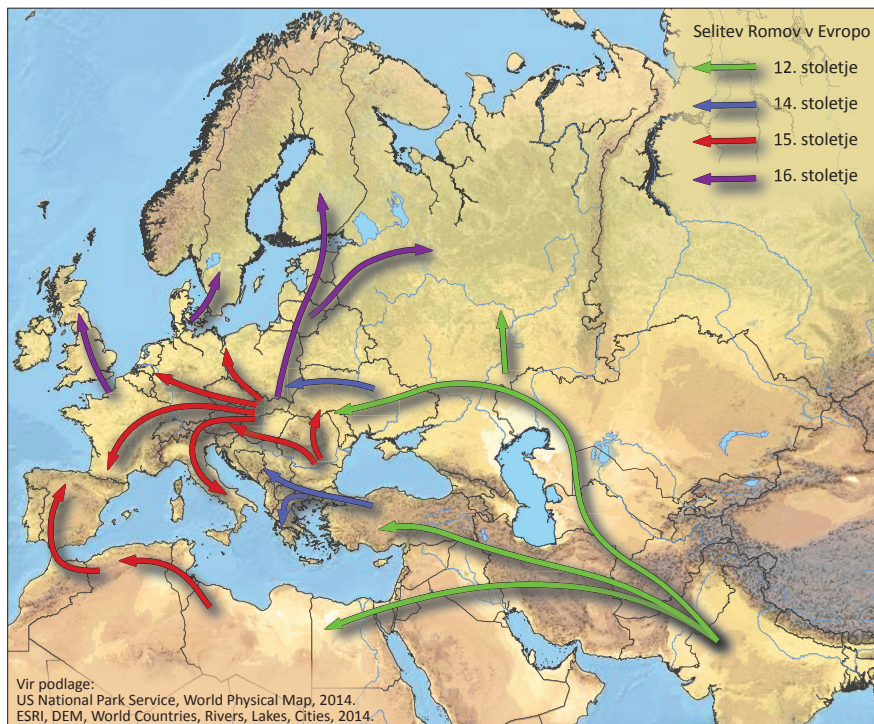 Selitev Romov v Evropo
12. stoletje
14. stoletje
15. stoletje
16. stoletje
Vir podlage:
US National Park Service, World Physical Map, 2014.
ESRI, DEM, World Countries, Rivers, Lakes, Cities, 2014.